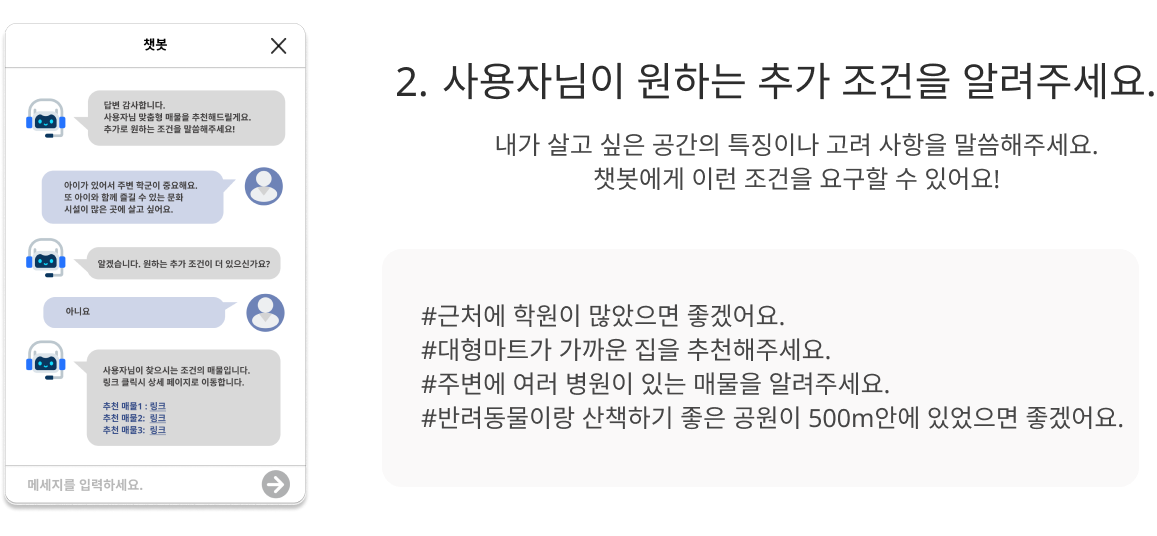 챗봇
답변 감사합니다.
사용자님 맞춤형 매물을 추천해드릴게요.
추가로 원하는 조건을 말씀해주세요!
아이가 있어서 주변 학군이 중요해요.
또 아이와 함께 즐길 수 있는 문화
시설이 많은 곳에 살고 싶어요.
알겠습니다. 원하는 추가 조건이 더 있으신가요?
아니요
사용자님이 찾으시는 조건의 매물입니다.
링크 클릭시 상세 페이지로 이동합니다.
추천 매물1 : 링크
추천 매물2: 링크
추천 매물3: 링크
메세지를 입력하세요.
2. 사용자님이 원하는 추가 조건을 알려주세요.
내가 살고 싶은 공간의 특징이나 고려 사항을 말씀해주세요.
챗봇에게 이런 조건을 요구할 수 있어요!
#근처에 학원이 많았으면 좋겠어요.
#대형마트가 가까운 집을 추천해주세요.
#주변에 여러 병원이 있는 매물을 알려주세요.
#반려동물이랑 산책하기 좋은 공원이 500m안에 있었으면 좋겠어요.